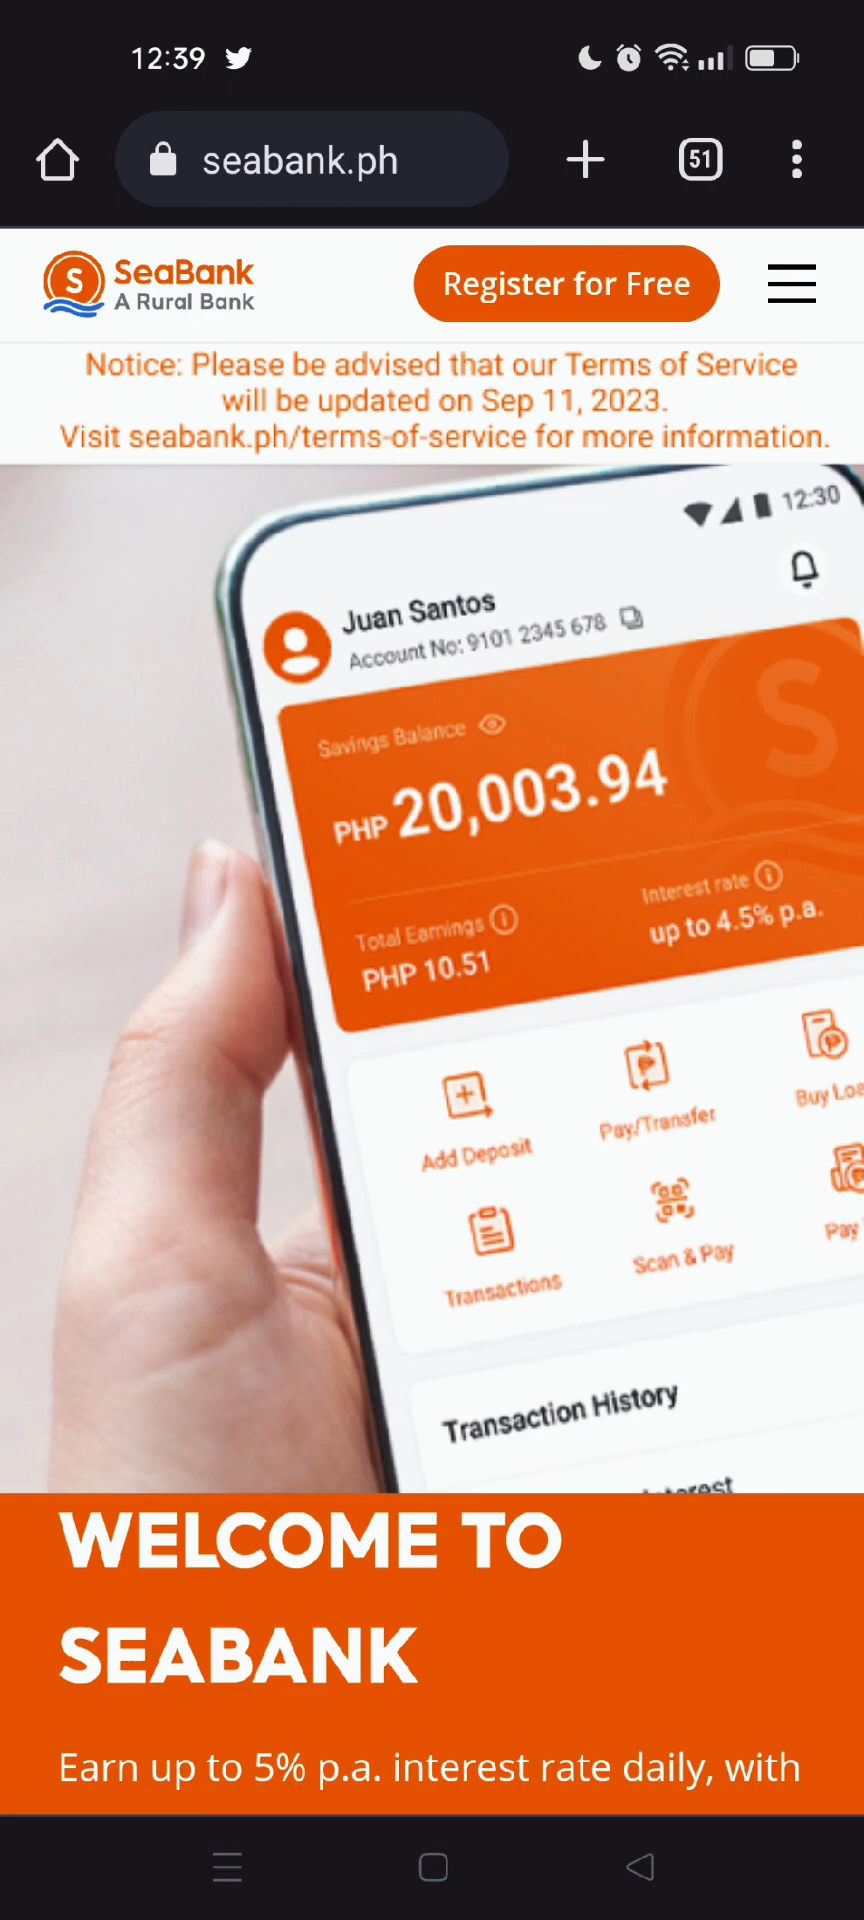 12:39
seabank.ph
51
S
SeaBank
A Rural Bank
Register for Free
Notice: Please be advised that our Terms of Service
will be updated on Sep 11, 2023.
Visit seabank.ph/terms-of-service for more information.
12:30
Juan Santos
Account No: 9101 2345 678
S
Savings Balance
PHP 20,003.94
Total Earnings
PHP 10.51
Interest rate
up to 4.5% p.a.
Add Deposit
Pay/Transfer
Buy Loa
Transactions
Scan & Pay
Pay
Transaction History
WELCOME TO
SEABANK
Earn up to 5% p.a. interest rate daily, with